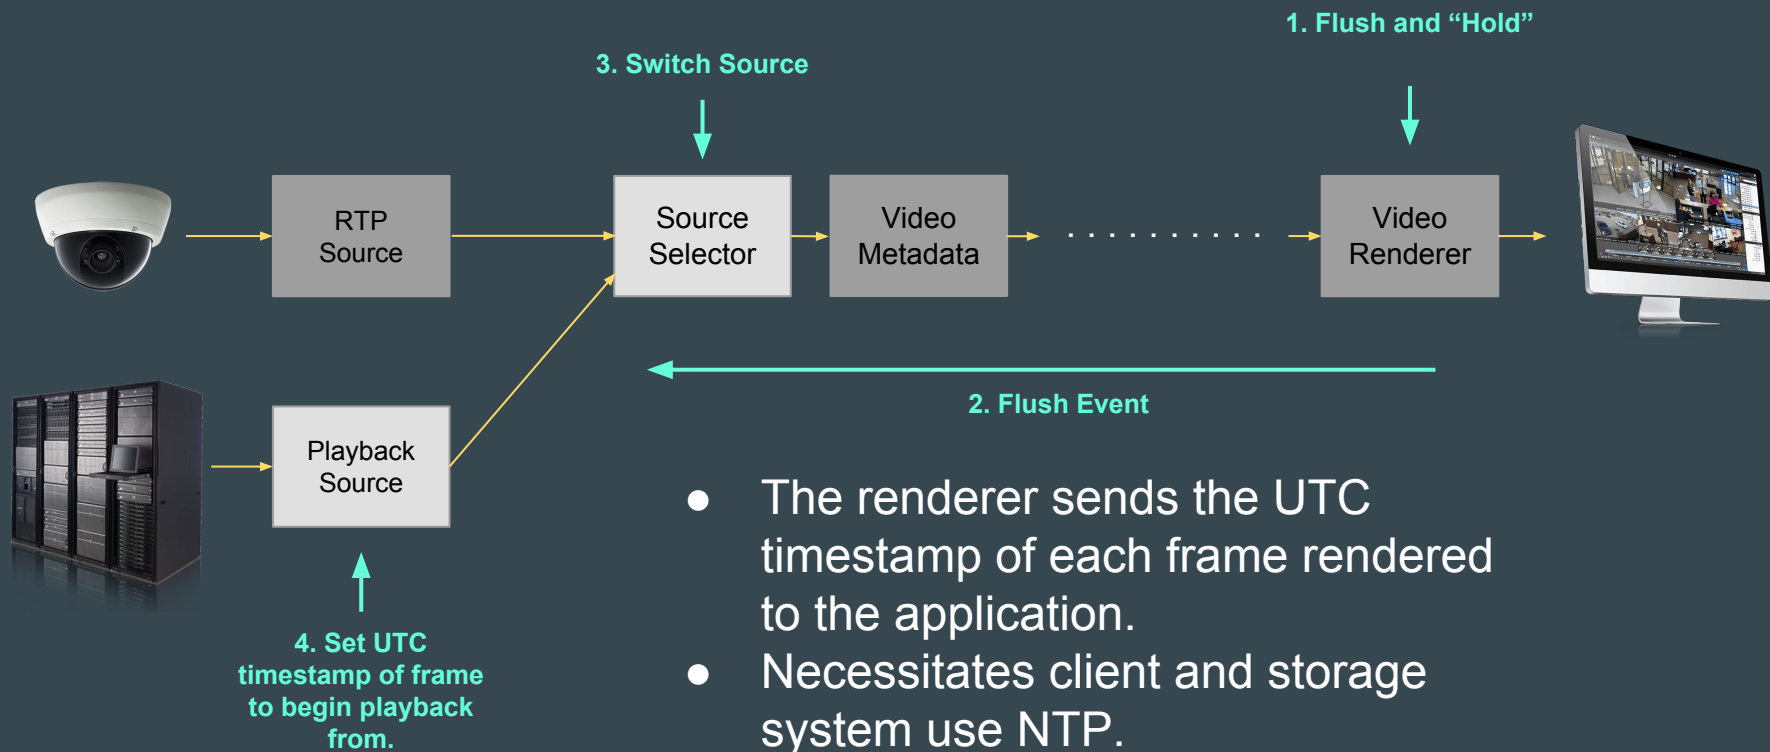 1. Flush and “Hold”
3. Switch Source
RTP
Source
Source
Selector
Video
Metadata
. . . . . . . . . .
Video
Renderer
2. Flush Event
Playback
Source
4. Set UTC
timestamp of frame
to begin playback
from.
● The renderer sends the UTC
timestamp of each frame rendered
to the application.
● Necessitates client and storage
system use NTP.